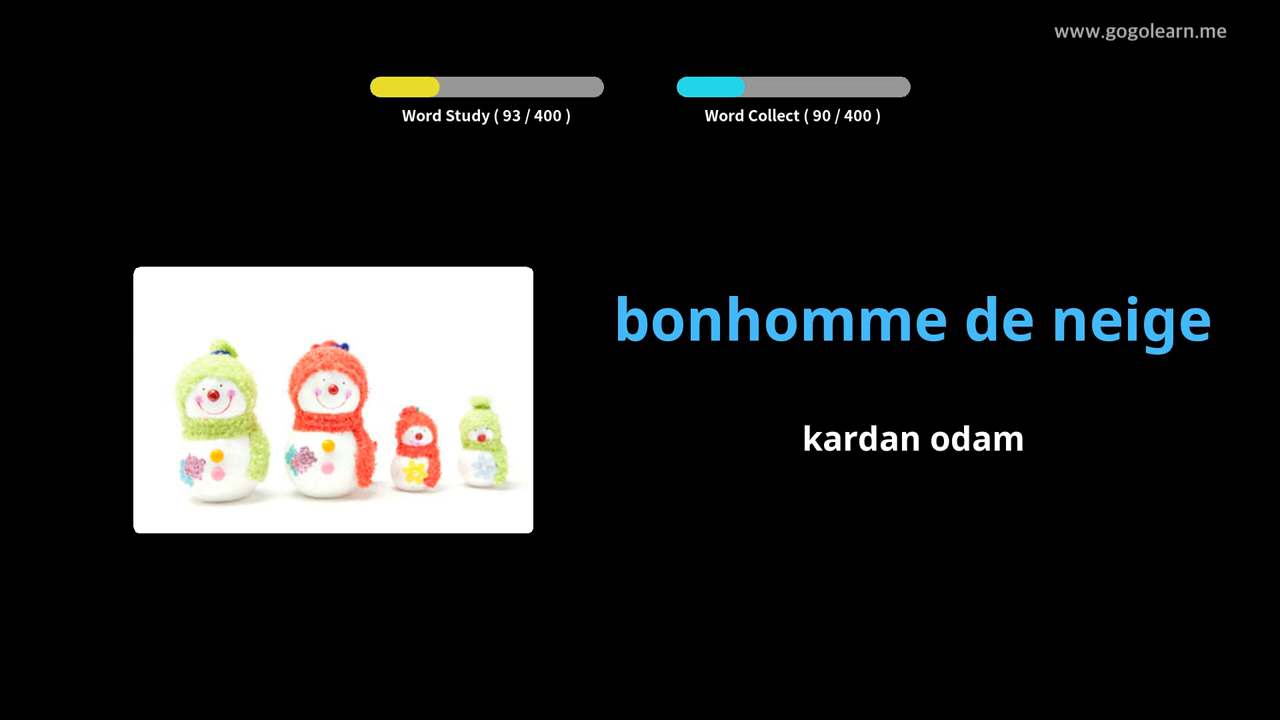 www.gogolearn.me
Word Study ( 93 / 400 )
Word Collect ( 90 / 400 )
bonhomme de neige
kardan odam